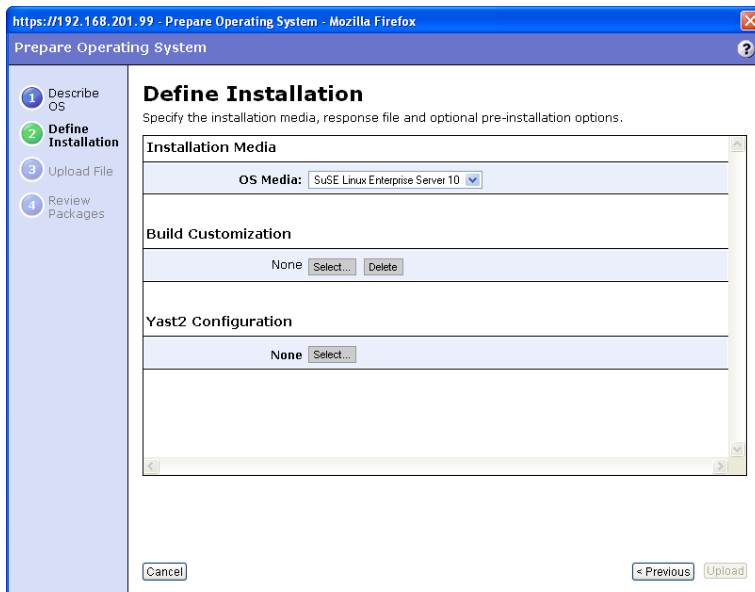 https://192.168.201.99 - Prepare Operating System - Mozilla Firefox
Prepare Operating System
?
1 Describe
OS
2 Define
Installation
3 Upload File
4 Review
Packages
Define Installation
Specify the installation media, response file and optional pre-installation options.
Installation Media
OS Media: SuSE Linux Enterprise Server 10
Build Customization
None Select... Delete
Yast2 Configuration
None Select...
Cancel < Previous Upload